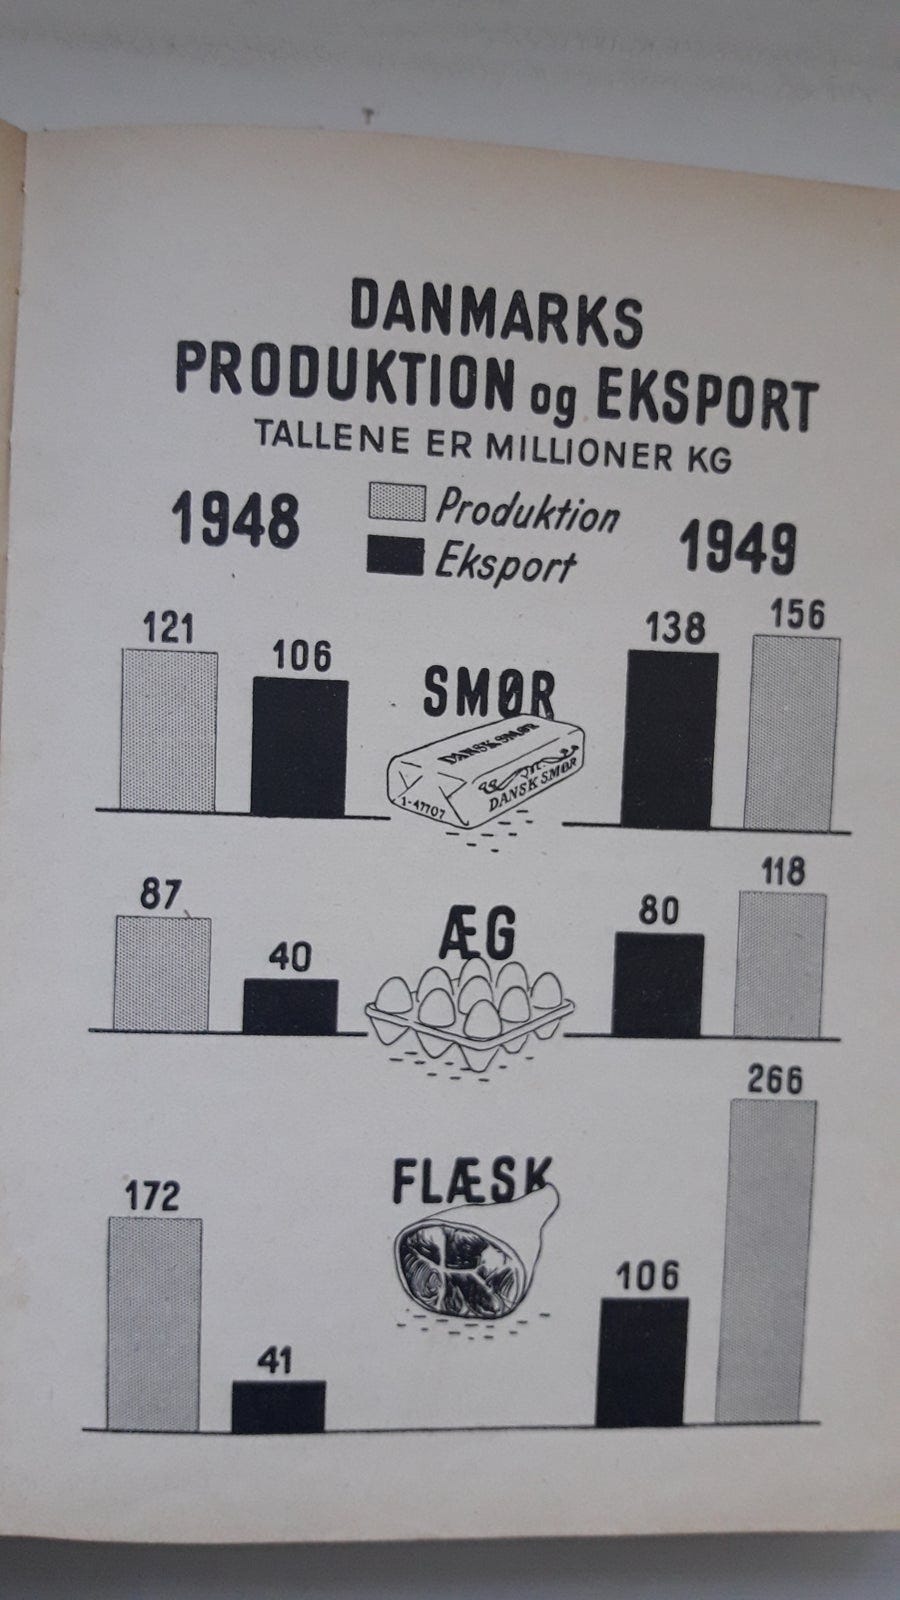 DANMARKS
PRODUKTION og EKSPORT
TALLENE ER MILLIONER KG
1948
Produktion
Eksport
1949
121
106
SMØR
138
156
DANSK SMØR
DANSK SMØR
1-47707
87
40
ÆG
80
118
172
41
FLÆSK
106
266